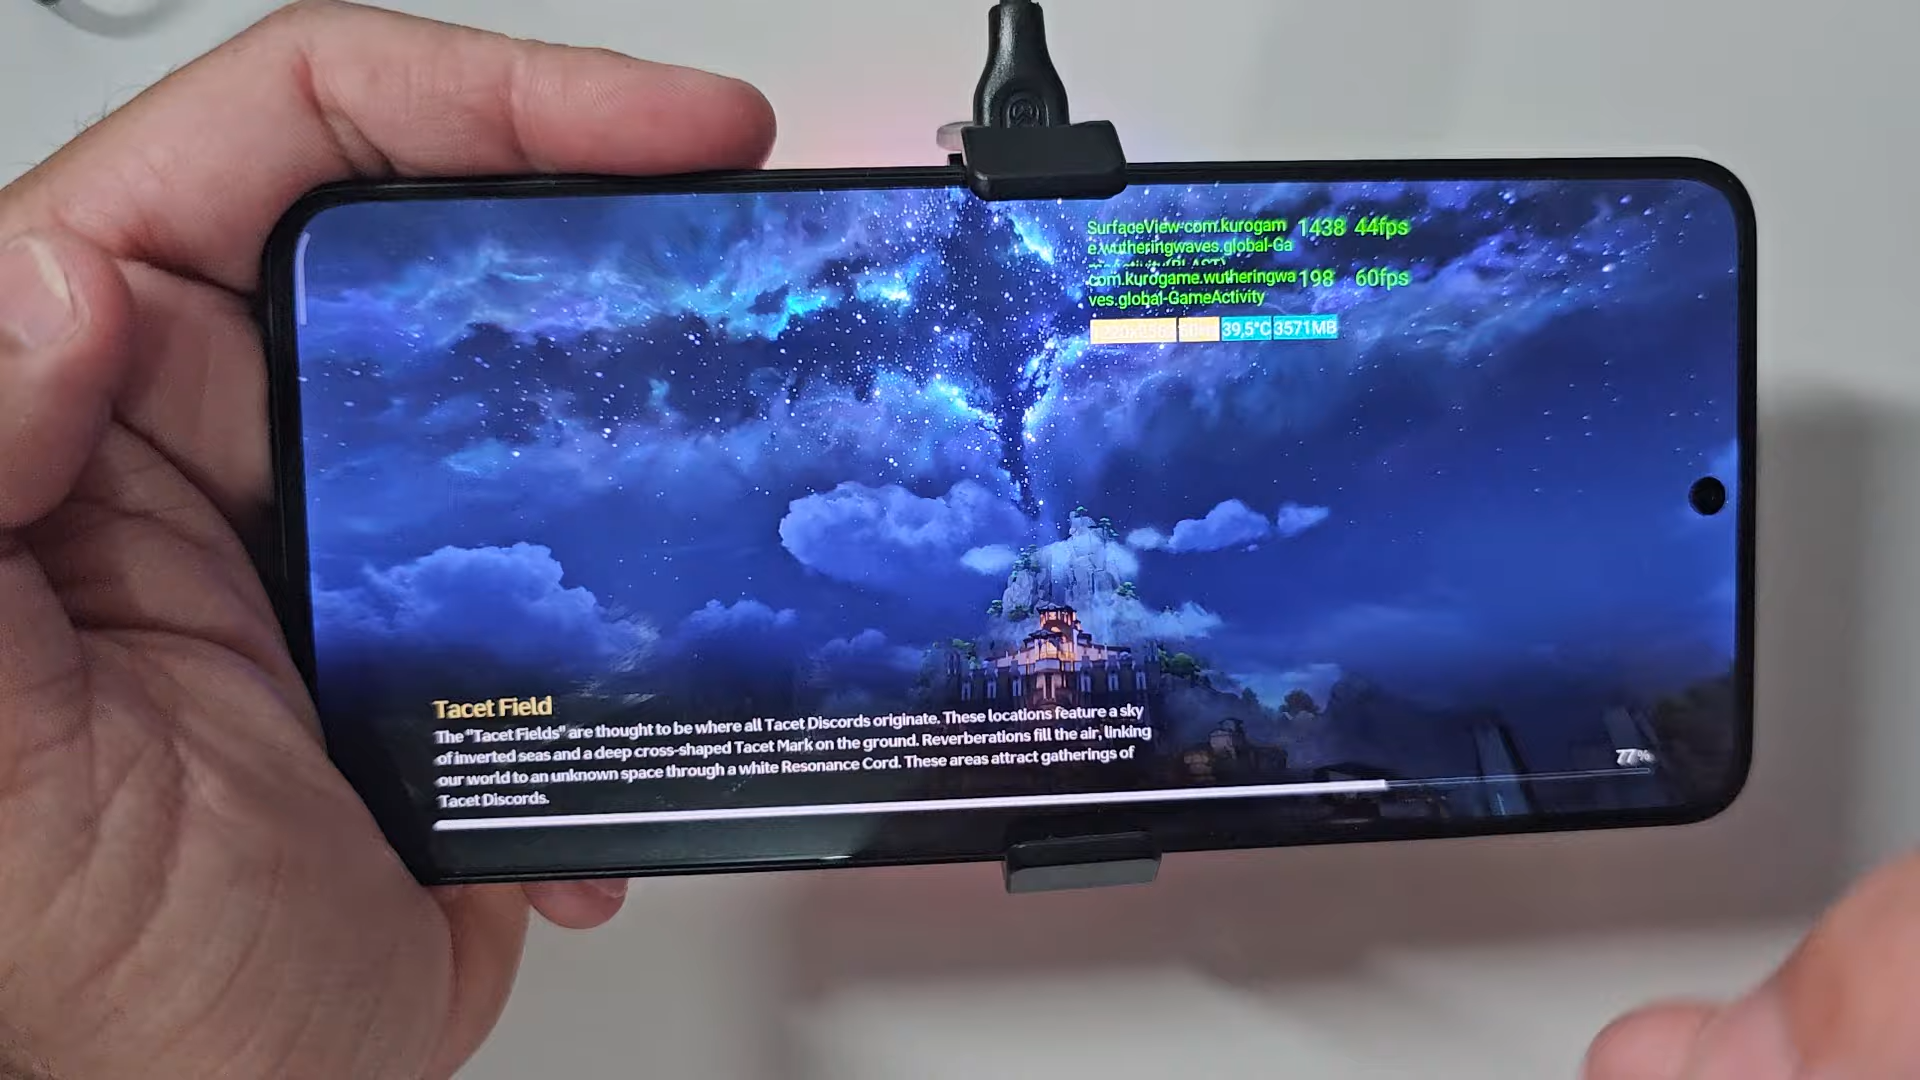 SurfaceView-com.kurogam 1438 44fps
e.wutheringwaves.global-Ga
com.kurogame.wutheringwa 198 60fps
ves.global-GameActivity
39,5°C 3571MB
Tacet Field
The "Tacet Fields" are thought to be where all Tacet Discords originate. These locations feature a sky
of inverted seas and a deep cross-shaped Tacet Mark on the ground. Reverberations fill the air, linking
our world to an unknown space through a white Resonance Cord. These areas attract gatherings of
Tacet Discords.
77%